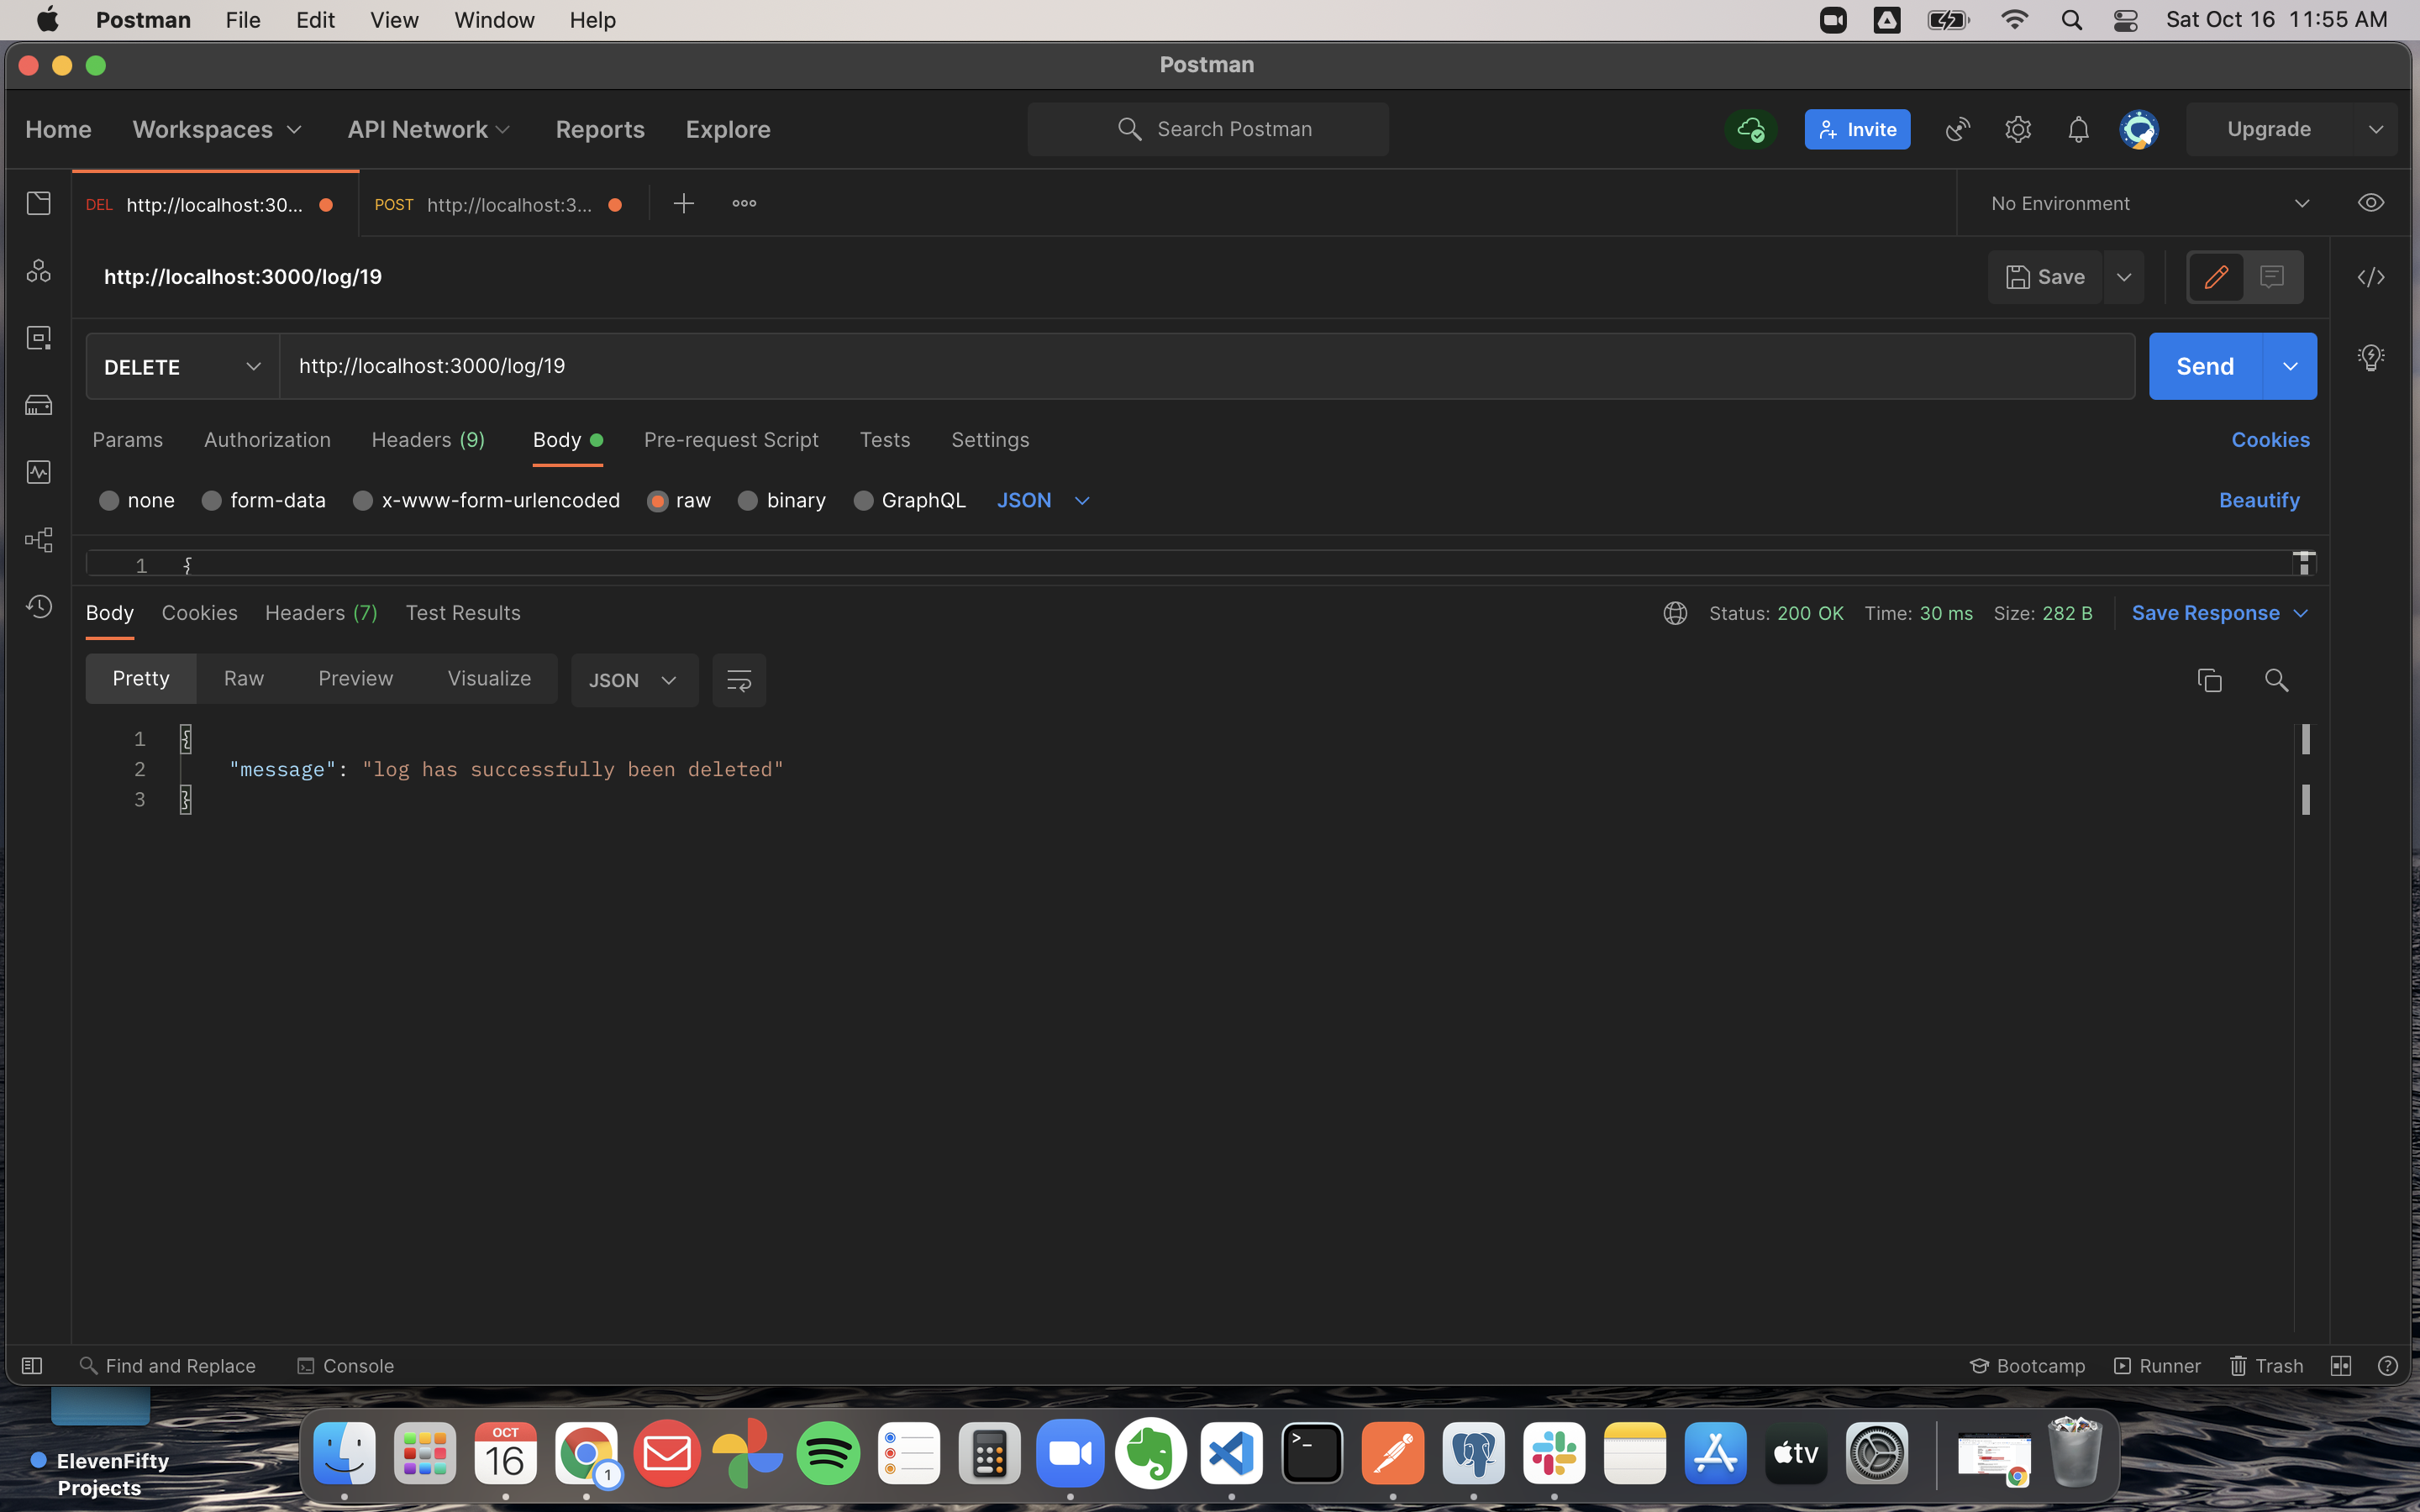 Postman File Edit View Window Help Sat Oct 16 11:55 AM
Postman
Home Workspaces API Network Reports Explore Search Postman Invite Upgrade
DEL http://localhost:30... POST http://localhost:3... No Environment
http://localhost:3000/log/19 Save
DELETE http://localhost:3000/log/19 Send
Params Authorization Headers (9) Body Pre-request Script Tests Settings Cookies
none form-data x-www-form-urlencoded raw binary GraphQL JSON Beautify
1 {
Body Cookies Headers (7) Test Results Status: 200 OK Time: 30 ms Size: 282 B Save Response
Pretty Raw Preview Visualize JSON
1 {
2 "message": "log has successfully been deleted"
3 }
Find and Replace Console Bootcamp Runner Trash
OCT
16
1
tv
ElevenFifty
Projects